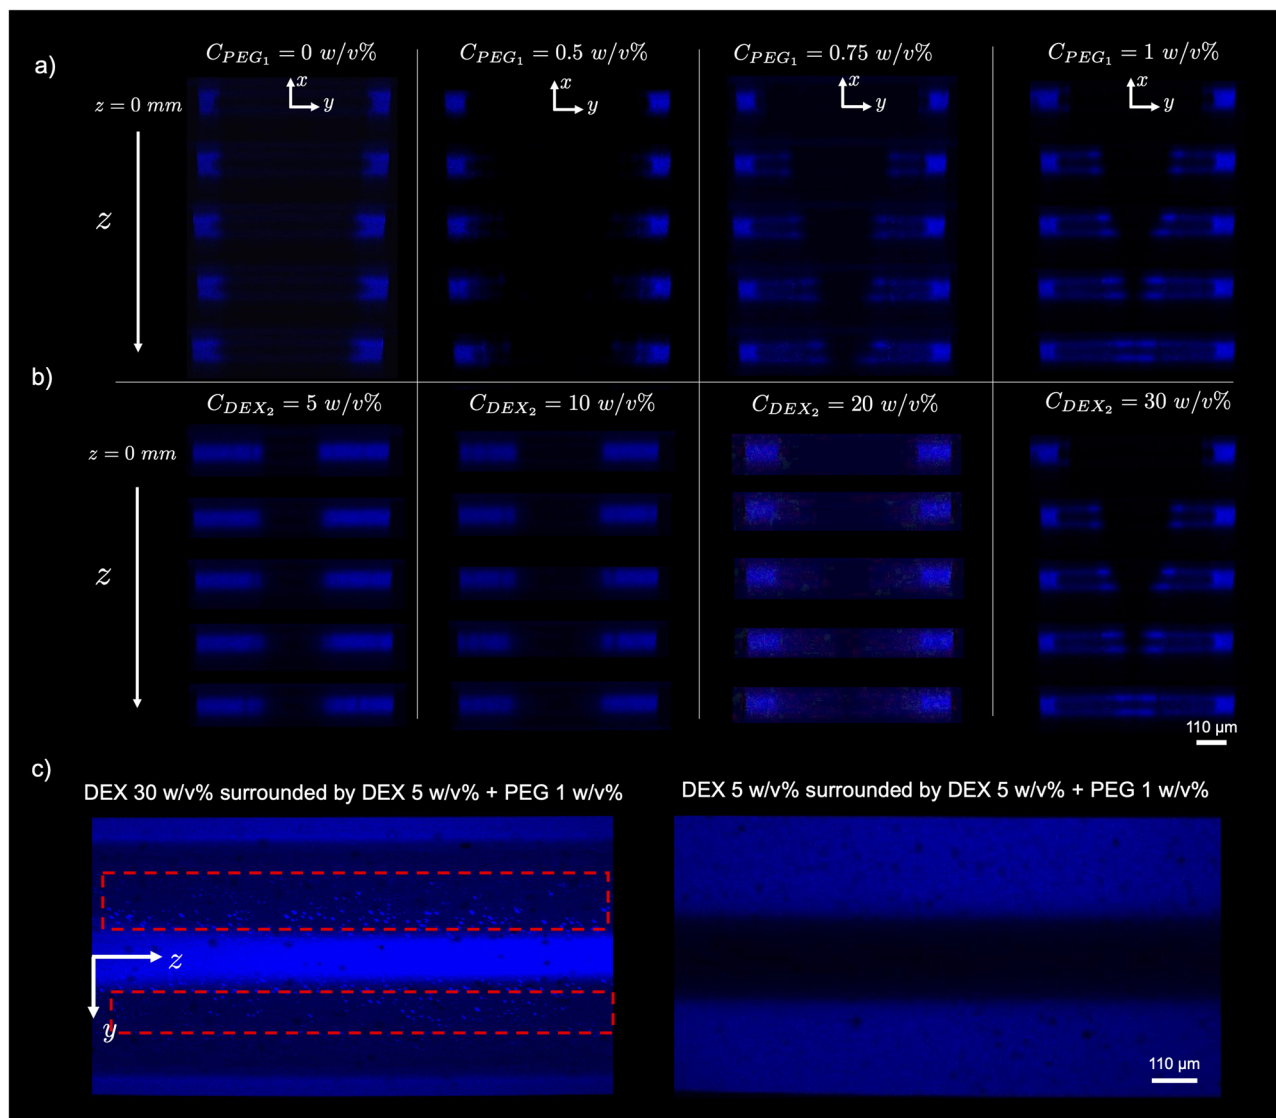 a)
C_{PEG_1} = 0 w/v%
C_{PEG_1} = 0.5 w/v%
C_{PEG_1} = 0.75 w/v%
C_{PEG_1} = 1 w/v%
x
y
x
y
x
y
x
y
z = 0 mm
z
b)
C_{DEX_2} = 5 w/v%
C_{DEX_2} = 10 w/v%
C_{DEX_2} = 20 w/v%
C_{DEX_2} = 30 w/v%
z = 0 mm
z
110 µm
c)
DEX 30 w/v% surrounded by DEX 5 w/v% + PEG 1 w/v%
DEX 5 w/v% surrounded by DEX 5 w/v% + PEG 1 w/v%
z
y
110 µm